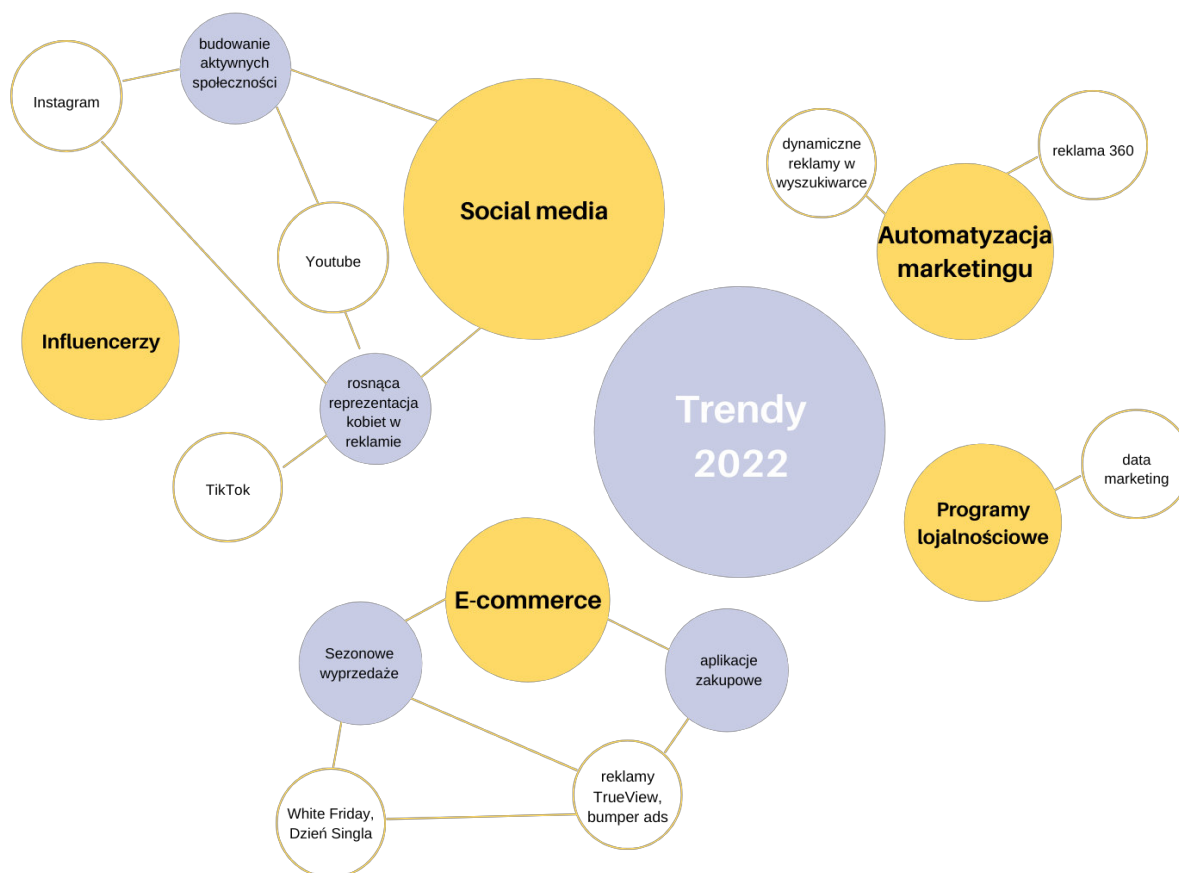 budowanie
aktywnych
społeczności
Instagram
Social media
Youtube
Influencerzy
rosnąca
reprezentacja
kobiet w
reklamie
TikTok
dynamiczne
reklamy w
wyszukiwarce
reklama 360
Automatyzacja
marketingu
Trendy
2022
data
marketing
Programy
lojalnościowe
E-commerce
Sezonowe
wyprzedaże
aplikacje
zakupowe
reklamy
TrueView,
bumper ads
White Friday,
Dzień Singla